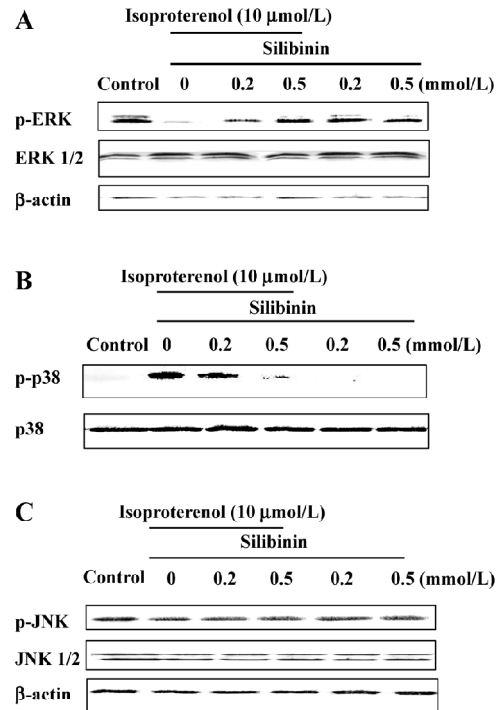 A
Isoproterenol (10 μmol/L)
Silibinin
Control 0 0.2 0.5 0.2 0.5 (mmol/L)
p-ERK
ERK 1/2
β-actin
B
Isoproterenol (10 μmol/L)
Silibinin
Control 0 0.2 0.5 0.2 0.5 (mmol/L)
p-p38
p38
C
Isoproterenol (10 μmol/L)
Silibinin
Control 0 0.2 0.5 0.2 0.5 (mmol/L)
p-JNK
JNK 1/2
β-actin